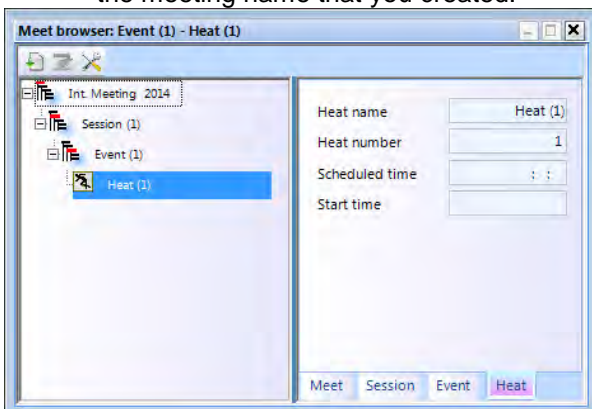 the meeting name that you created.
Meet browser: Event (1) - Heat (1)
Int. Meeting 2014
Session (1)
Event (1)
Heat (1)
Heat name Heat (1)
Heat number 1
Scheduled time : :
Start time
Meet Session Event Heat